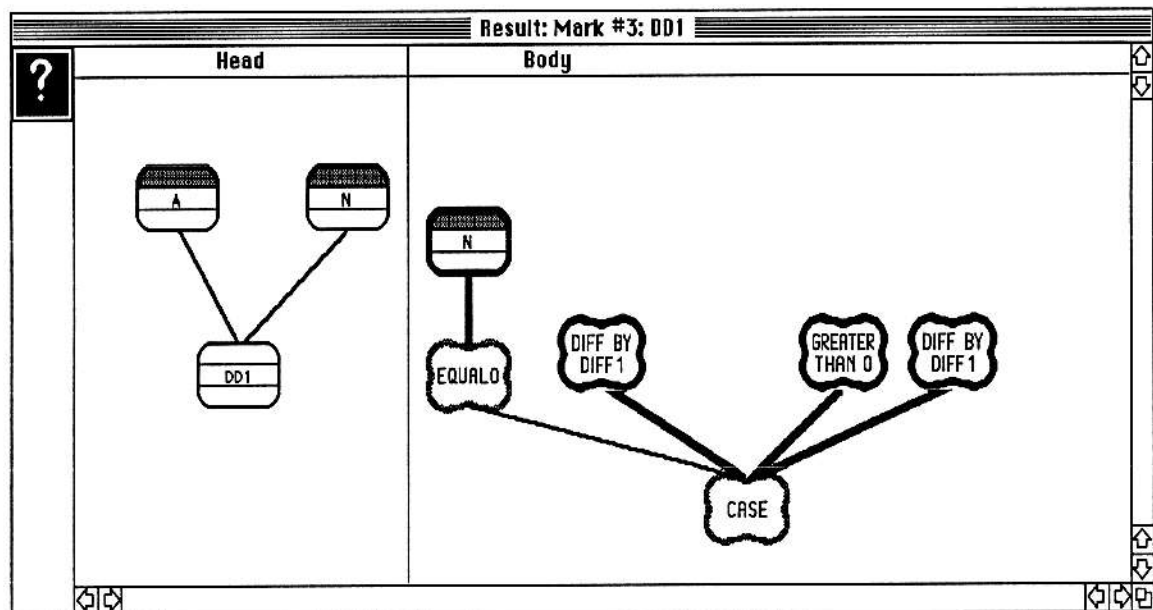 Result: Mark #3: DD1
?
Head
Body
A
N
DD1
N
EQUAL0
DIFF BY
DIFF1
GREATER
THAN 0
DIFF BY
DIFF1
CASE